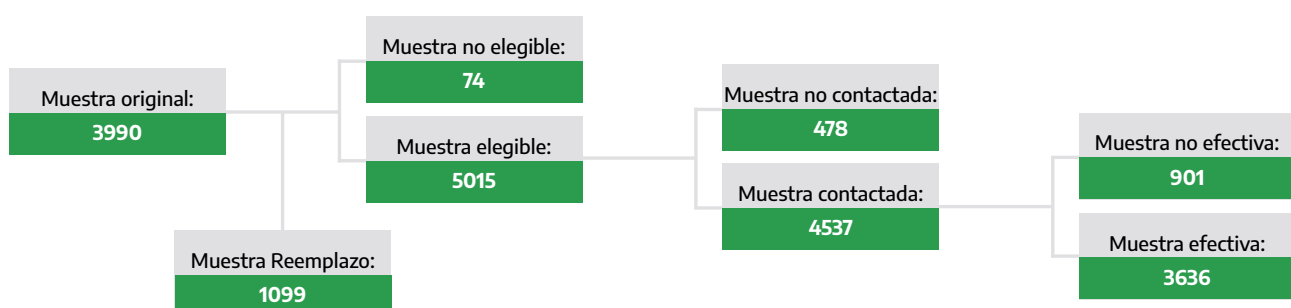 Muestra original:
3990
Muestra Reemplazo:
1099
Muestra no elegible:
74
Muestra elegible:
5015
Muestra no contactada:
478
Muestra contactada:
4537
Muestra no efectiva:
901
Muestra efectiva:
3636